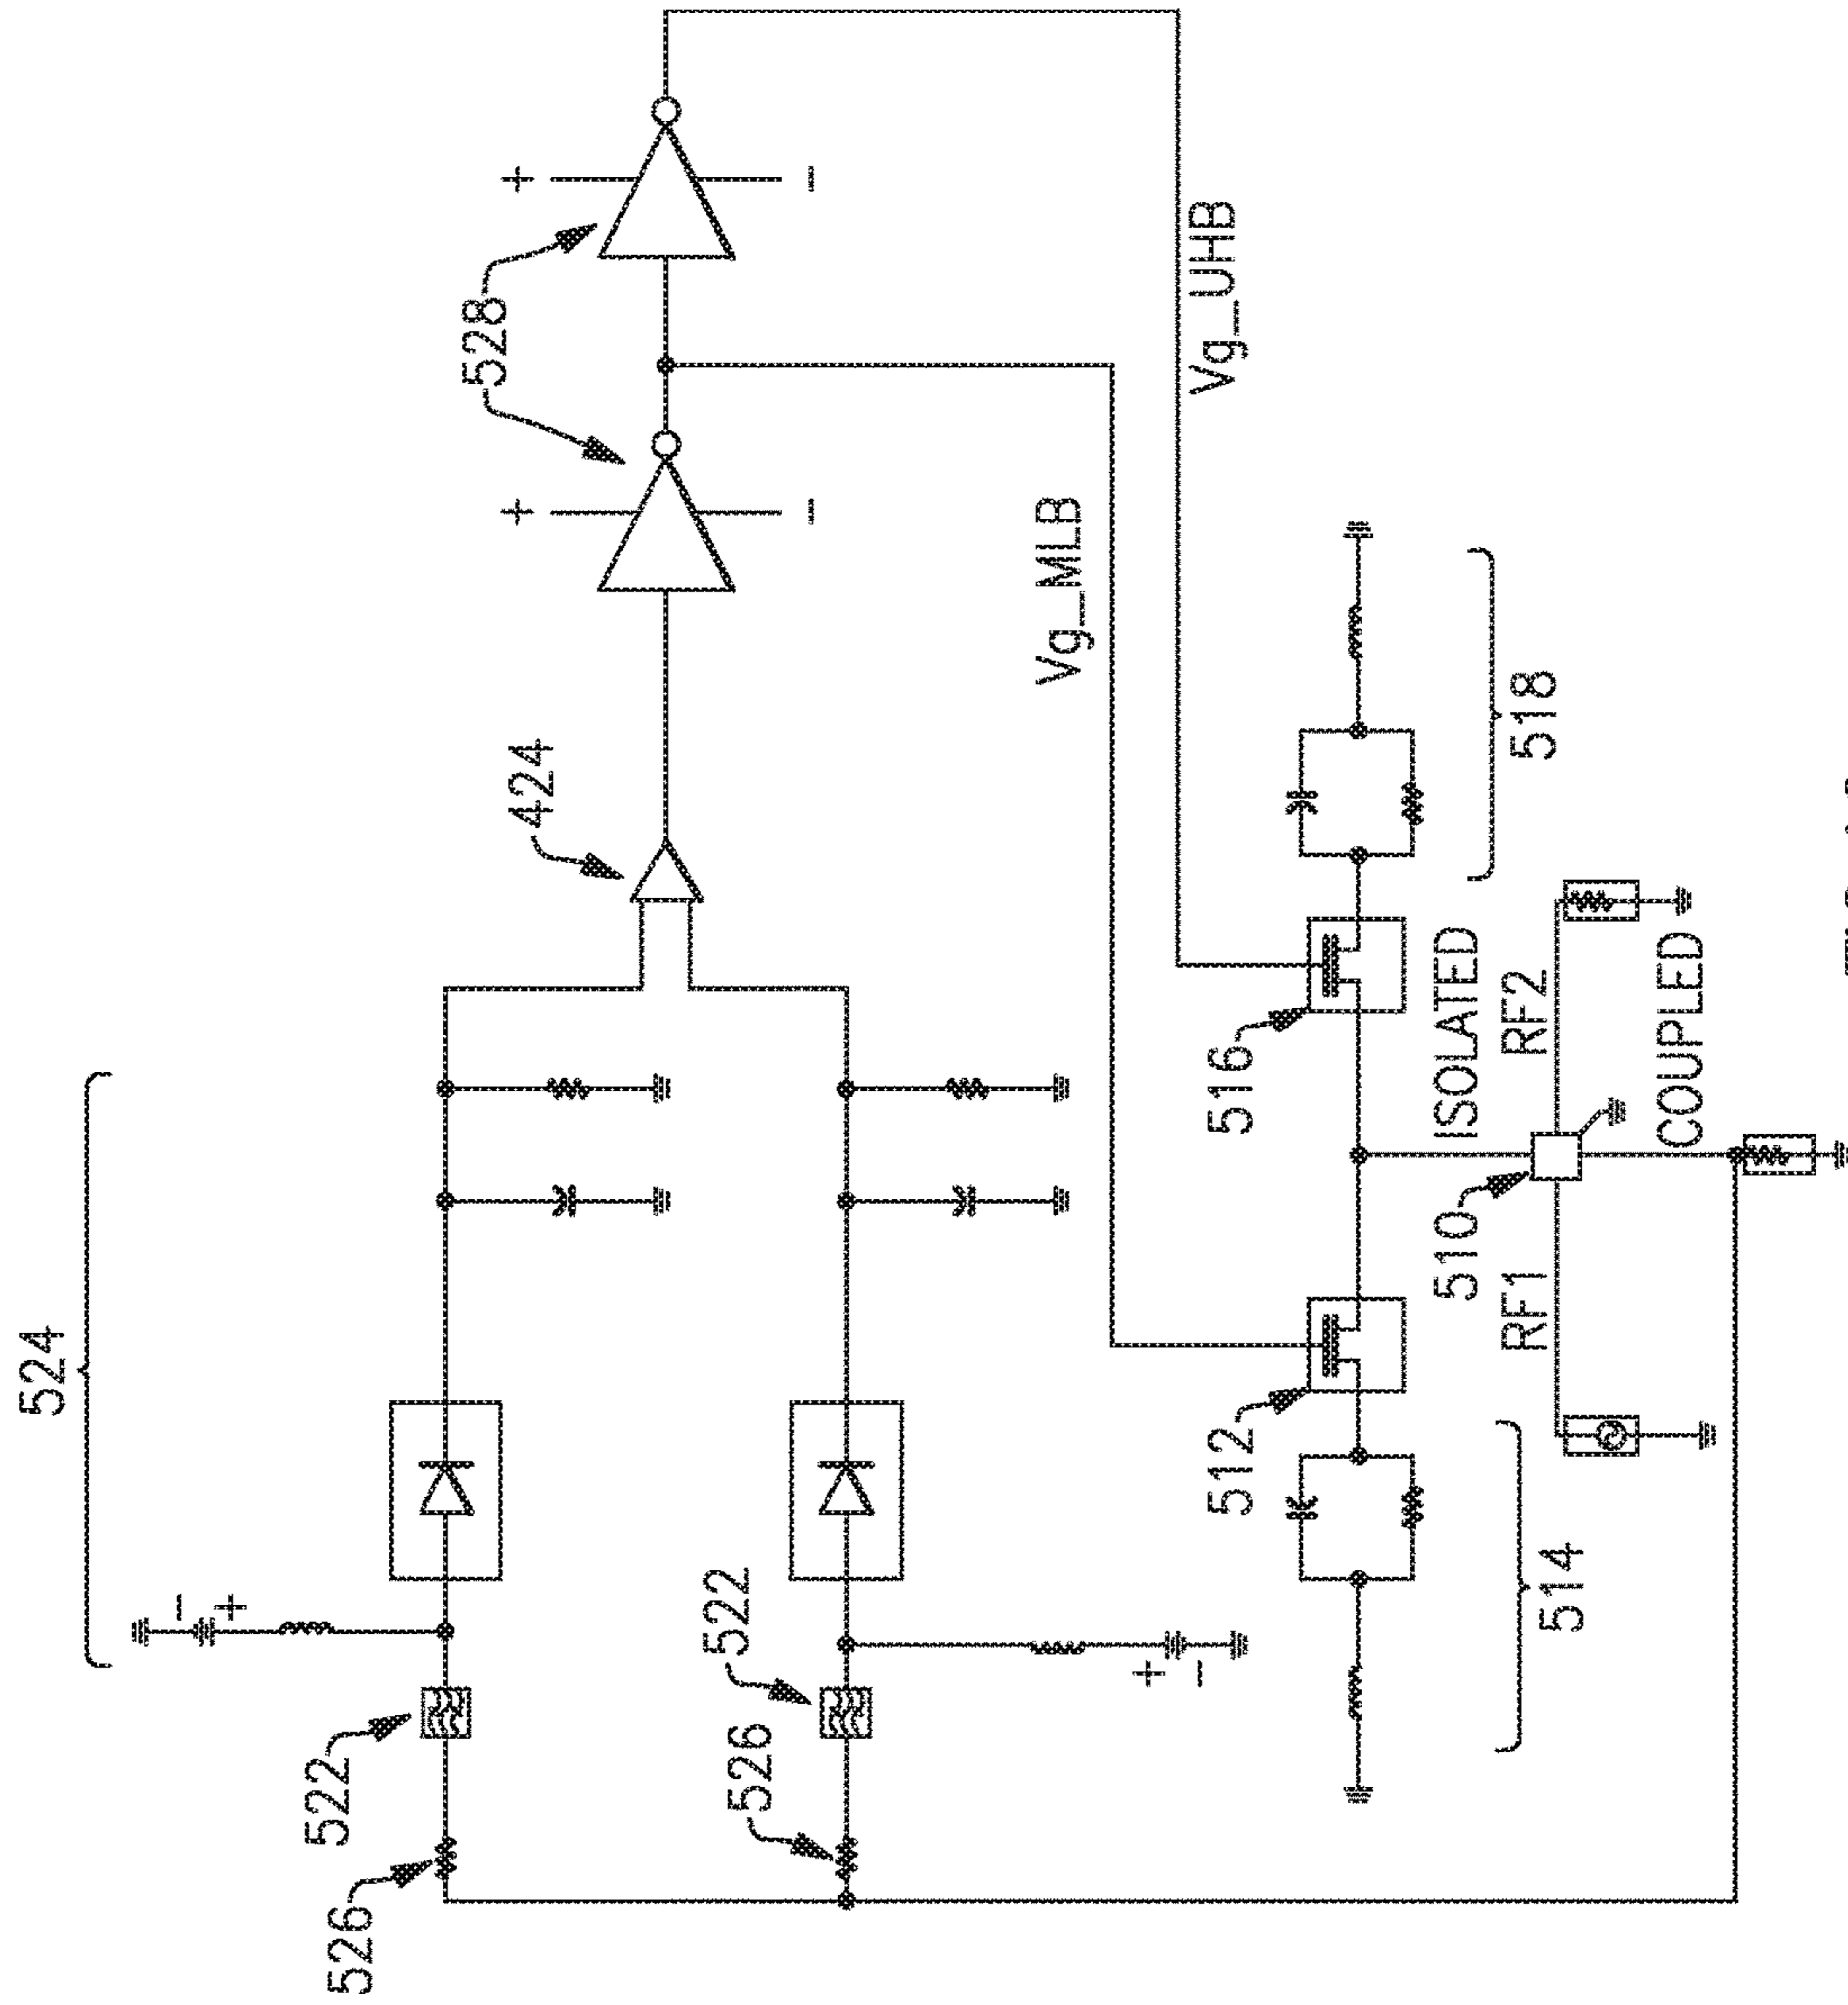 524
- +
522
526
522
526
+ -
424
528
+ -
+ -
Vg_MLB
Vg_UHB
512
514
516
518
510
ISOLATED
RF1
RF2
COUPLED